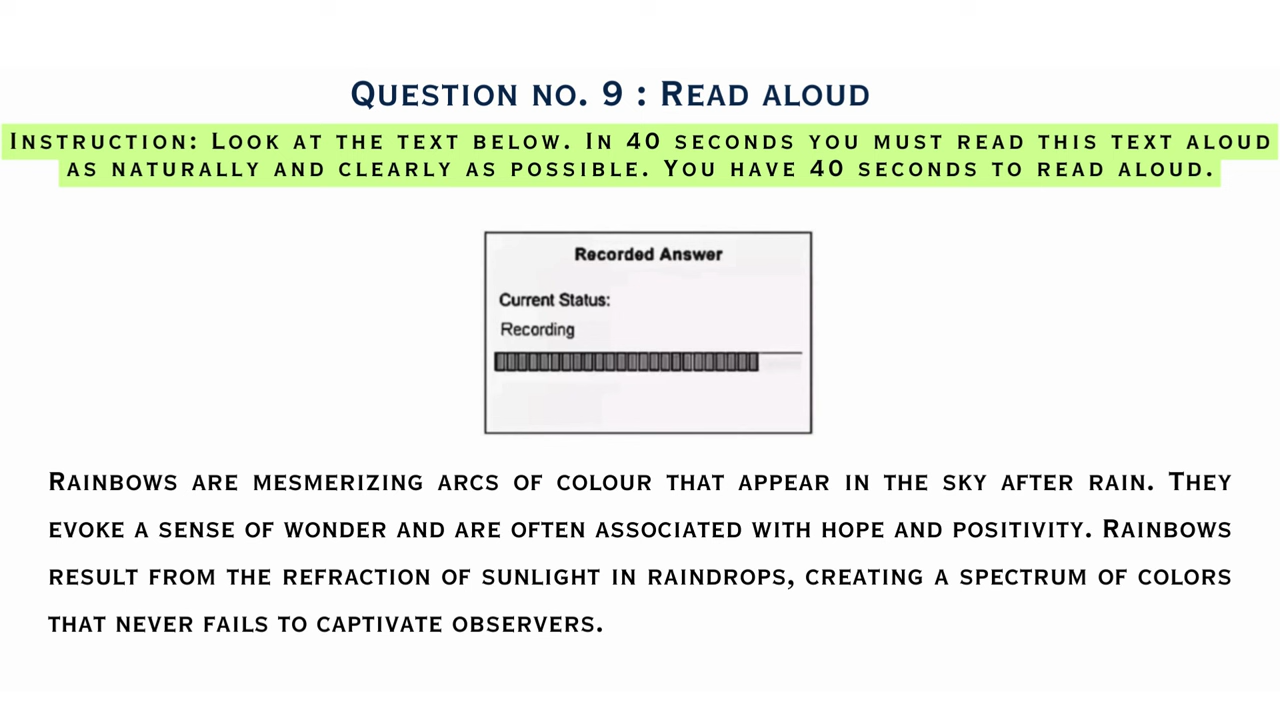 Question no. 9 : Read aloud
Instruction: Look at the text below. In 40 seconds you must read this text aloud
as naturally and clearly as possible. You have 40 seconds to read aloud.
Recorded Answer
Current Status:
Recording
Rainbows are mesmerizing arcs of colour that appear in the sky after rain. They
evoke a sense of wonder and are often associated with hope and positivity. Rainbows
result from the refraction of sunlight in raindrops, creating a spectrum of colors
that never fails to captivate observers.